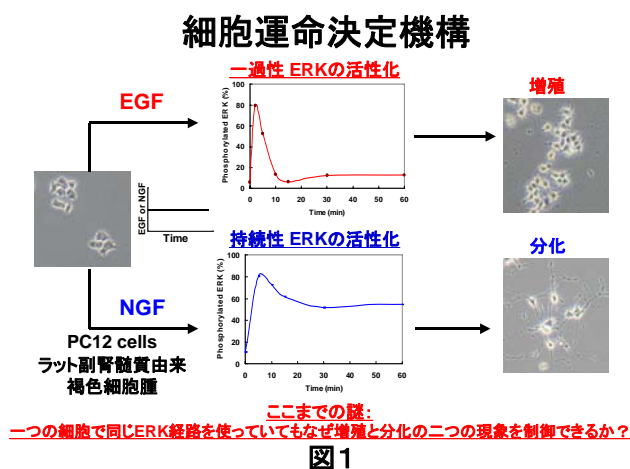 細胞運命決定機構
一過性 ERKの活性化
EGF
Phosphorylated ERK (%)
100
80
60
40
20
0
0 10 20 30 40 50 60
Time (min)
増殖
EGF or NGF
Time
持続性 ERKの活性化
NGF
Phosphorylated ERK (%)
100
80
60
40
20
0
0 10 20 30 40 50 60
Time (min)
分化
PC12 cells
ラット副腎髄質由来
褐色細胞腫
ここまでの謎:
一つの細胞で同じERK経路を使っていてもなぜ増殖と分化の二つの現象を制御できるか？
図１